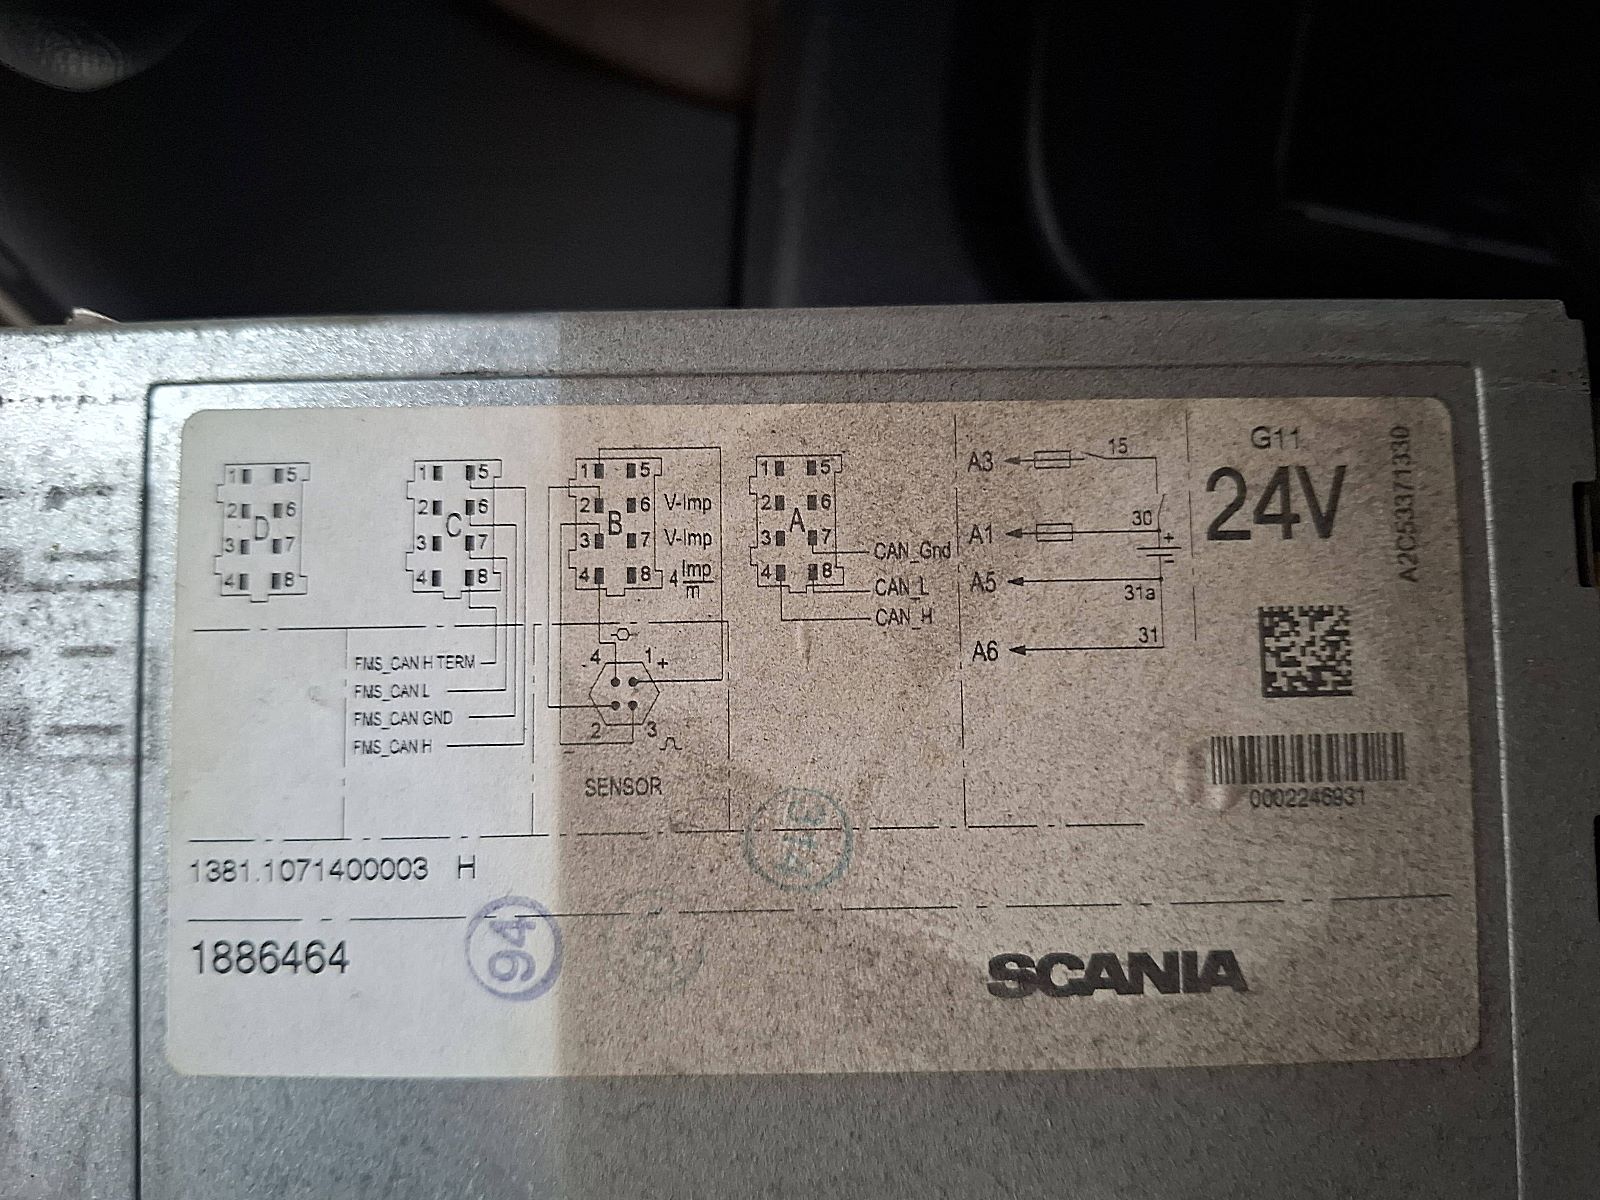 1 5
2 6
3 D 7
4 8
1 5
2 6
3 C 7
4 8
1 5
2 6 V-Imp
3 B 7 V-Imp
4 8 4 Imp
m
1 5
2 6
3 A 7
4 8
CAN_Gnd
CAN_L
CAN_H
A3 15
A1 30
+
A5 31a
A6 31
G11
24V
A2C53371330
FMS_CAN H TERM
FMS_CAN L
FMS_CAN GND
FMS_CAN H
- 4 1 +
2 3
SENSOR
0002246931
1381.1071400003 H
1886464
94
SCANIA